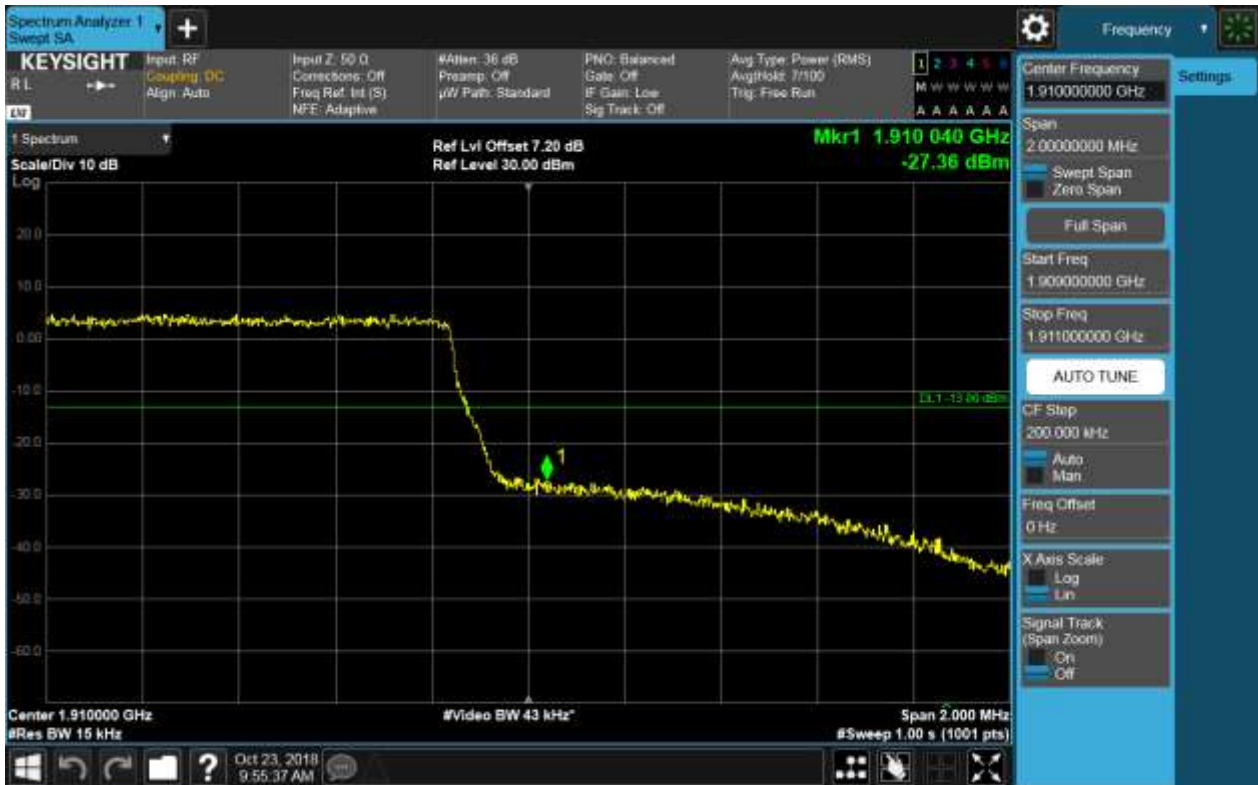 Spectrum Analyzer 1
Swept SA
+
Frequency
KEYSIGHT
R L
Input: RF
Coupling: DC
Align: Auto
Input Z: 50 Ω
Corrections: Off
Freq Ref: Int (S)
NFE: Adaptive
#Atten: 36 dB
Preamp: Off
µW Path: Standard
PNO: Balanced
Gate: Off
IF Gain: Low
Sig Track: Off
Avg Type: Power (RMS)
Avg|Hold: 7/100
Trig: Free Run
1 2 3 4 5 6
M W W W W W
A A A A A A
1 Spectrum
Scale/Div 10 dB
Log
Ref Lvl Offset 7.20 dB
Ref Level 30.00 dBm
Mkr1 1.910 040 GHz
-27.36 dBm
20.0
10.0
0.00
-10.0
-20.0
-30.0
-40.0
-50.0
-60.0
DL1 -13.00 dBm
1
Center 1.910000 GHz
#Res BW 15 kHz
#Video BW 43 kHz*
Span 2.000 MHz
#Sweep 1.00 s (1001 pts)
Center Frequency
1.910000000 GHz
Settings
Span
2.00000000 MHz
Swept Span
Zero Span
Full Span
Start Freq
1.909000000 GHz
Stop Freq
1.911000000 GHz
AUTO TUNE
CF Step
200.000 kHz
Auto
Man
Freq Offset
0 Hz
X Axis Scale
Log
Lin
Signal Track
(Span Zoom)
On
Off
?
Oct 23, 2018
9:55:37 AM